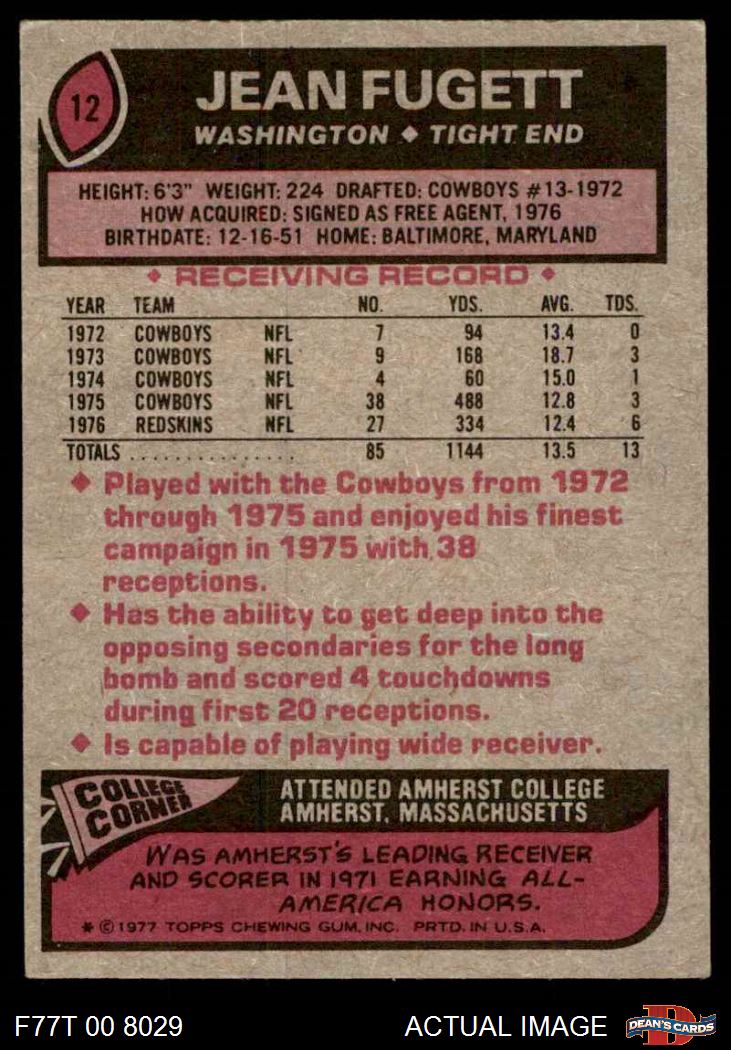 12
JEAN FUGETT
WASHINGTON ◆ TIGHT END
HEIGHT: 6'3" WEIGHT: 224 DRAFTED: COWBOYS #13-1972
HOW ACQUIRED: SIGNED AS FREE AGENT, 1976
BIRTHDATE: 12-16-51 HOME: BALTIMORE, MARYLAND
◆ RECEIVING RECORD ◆
YEAR TEAM NO. YDS. AVG. TDS.
1972 COWBOYS NFL 7 94 13.4 0
1973 COWBOYS NFL 9 168 18.7 3
1974 COWBOYS NFL 4 60 15.0 1
1975 COWBOYS NFL 38 488 12.8 3
1976 REDSKINS NFL 27 334 12.4 6
TOTALS . . . . . . . . . . . . . . . 85 1144 13.5 13
◆ Played with the Cowboys from 1972
through 1975 and enjoyed his finest
campaign in 1975 with 38
receptions.
◆ Has the ability to get deep into the
opposing secondaries for the long
bomb and scored 4 touchdowns
during first 20 receptions.
◆ Is capable of playing wide receiver.
COLLEGE
CORNER
ATTENDED AMHERST COLLEGE
AMHERST, MASSACHUSETTS
WAS AMHERST'S LEADING RECEIVER
AND SCORER IN 1971 EARNING ALL-
AMERICA HONORS.
* © 1977 TOPPS CHEWING GUM, INC. PRTD. IN U.S.A.
F77T 00 8029 ACTUAL IMAGE
DEAN'S CARDS